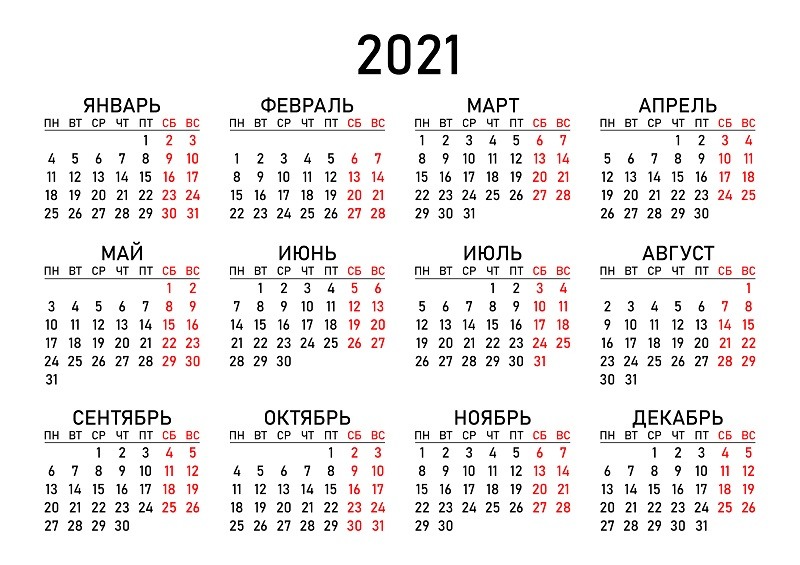 2021
ЯНВАРЬ ФЕВРАЛЬ МАРТ АПРЕЛЬ
ПН ВТ СР ЧТ ПТ СБ ВС ПН ВТ СР ЧТ ПТ СБ ВС ПН ВТ СР ЧТ ПТ СБ ВС ПН ВТ СР ЧТ ПТ СБ ВС
1 2 3 1 2 3 4 5 6 7 1 2 3 4
4 5 6 7 8 9 10 1 2 3 4 5 6 7 8 9 10 11 12 13 14 5 6 7 8 9 10 11
11 12 13 14 15 16 17 8 9 10 11 12 13 14 15 16 17 18 19 20 21 12 13 14 15 16 17 18
18 19 20 21 22 23 24 15 16 17 18 19 20 21 22 23 24 25 26 27 28 19 20 21 22 23 24 25
25 26 27 28 29 30 31 22 23 24 25 26 27 28 29 30 31 26 27 28 29 30
МАЙ ИЮНЬ ИЮЛЬ АВГУСТ
ПН ВТ СР ЧТ ПТ СБ ВС ПН ВТ СР ЧТ ПТ СБ ВС ПН ВТ СР ЧТ ПТ СБ ВС ПН ВТ СР ЧТ ПТ СБ ВС
1 2 1 2 3 4 5 6 1 2 3 4 1
3 4 5 6 7 8 9 7 8 9 10 11 12 13 5 6 7 8 9 10 11 2 3 4 5 6 7 8
10 11 12 13 14 15 16 14 15 16 17 18 19 20 12 13 14 15 16 17 18 9 10 11 12 13 14 15
17 18 19 20 21 22 23 21 22 23 24 25 26 27 19 20 21 22 23 24 25 16 17 18 19 20 21 22
24 25 26 27 28 29 30 28 29 30 26 27 28 29 30 31 23 24 25 26 27 28 29
31 30 31
СЕНТЯБРЬ ОКТЯБРЬ НОЯБРЬ ДЕКАБРЬ
ПН ВТ СР ЧТ ПТ СБ ВС ПН ВТ СР ЧТ ПТ СБ ВС ПН ВТ СР ЧТ ПТ СБ ВС ПН ВТ СР ЧТ ПТ СБ ВС
1 2 3 4 5 1 2 3 1 2 3 4 5 6 7 1 2 3 4 5
6 7 8 9 10 11 12 4 5 6 7 8 9 10 8 9 10 11 12 13 14 6 7 8 9 10 11 12
13 14 15 16 17 18 19 11 12 13 14 15 16 17 15 16 17 18 19 20 21 13 14 15 16 17 18 19
20 21 22 23 24 25 26 18 19 20 21 22 23 24 22 23 24 25 26 27 28 20 21 22 23 24 25 26
27 28 29 30 25 26 27 28 29 30 31 29 30 27 28 29 30 31